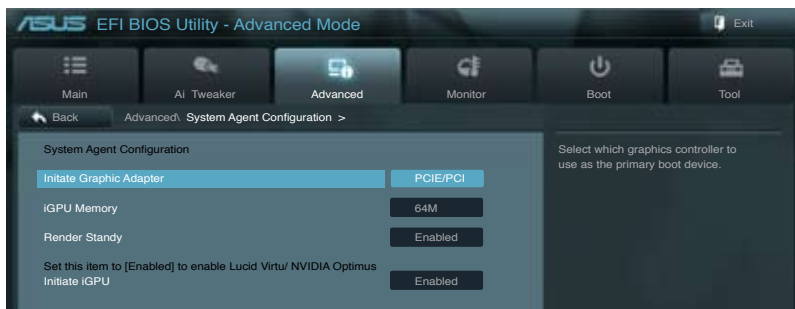 ASUS EFI BIOS Utility - Advanced Mode
Exit
Main
Ai Tweaker
Advanced
Monitor
Boot
Tool
Back
Advanced\ System Agent Configuration >
System Agent Configuration
Initate Graphic Adapter PCIE/PCI
iGPU Memory 64M
Render Standy Enabled
Set this item to [Enabled] to enable Lucid Virtu/ NVIDIA Optimus
Initiate iGPU Enabled
Select which graphics controller to
use as the primary boot device.